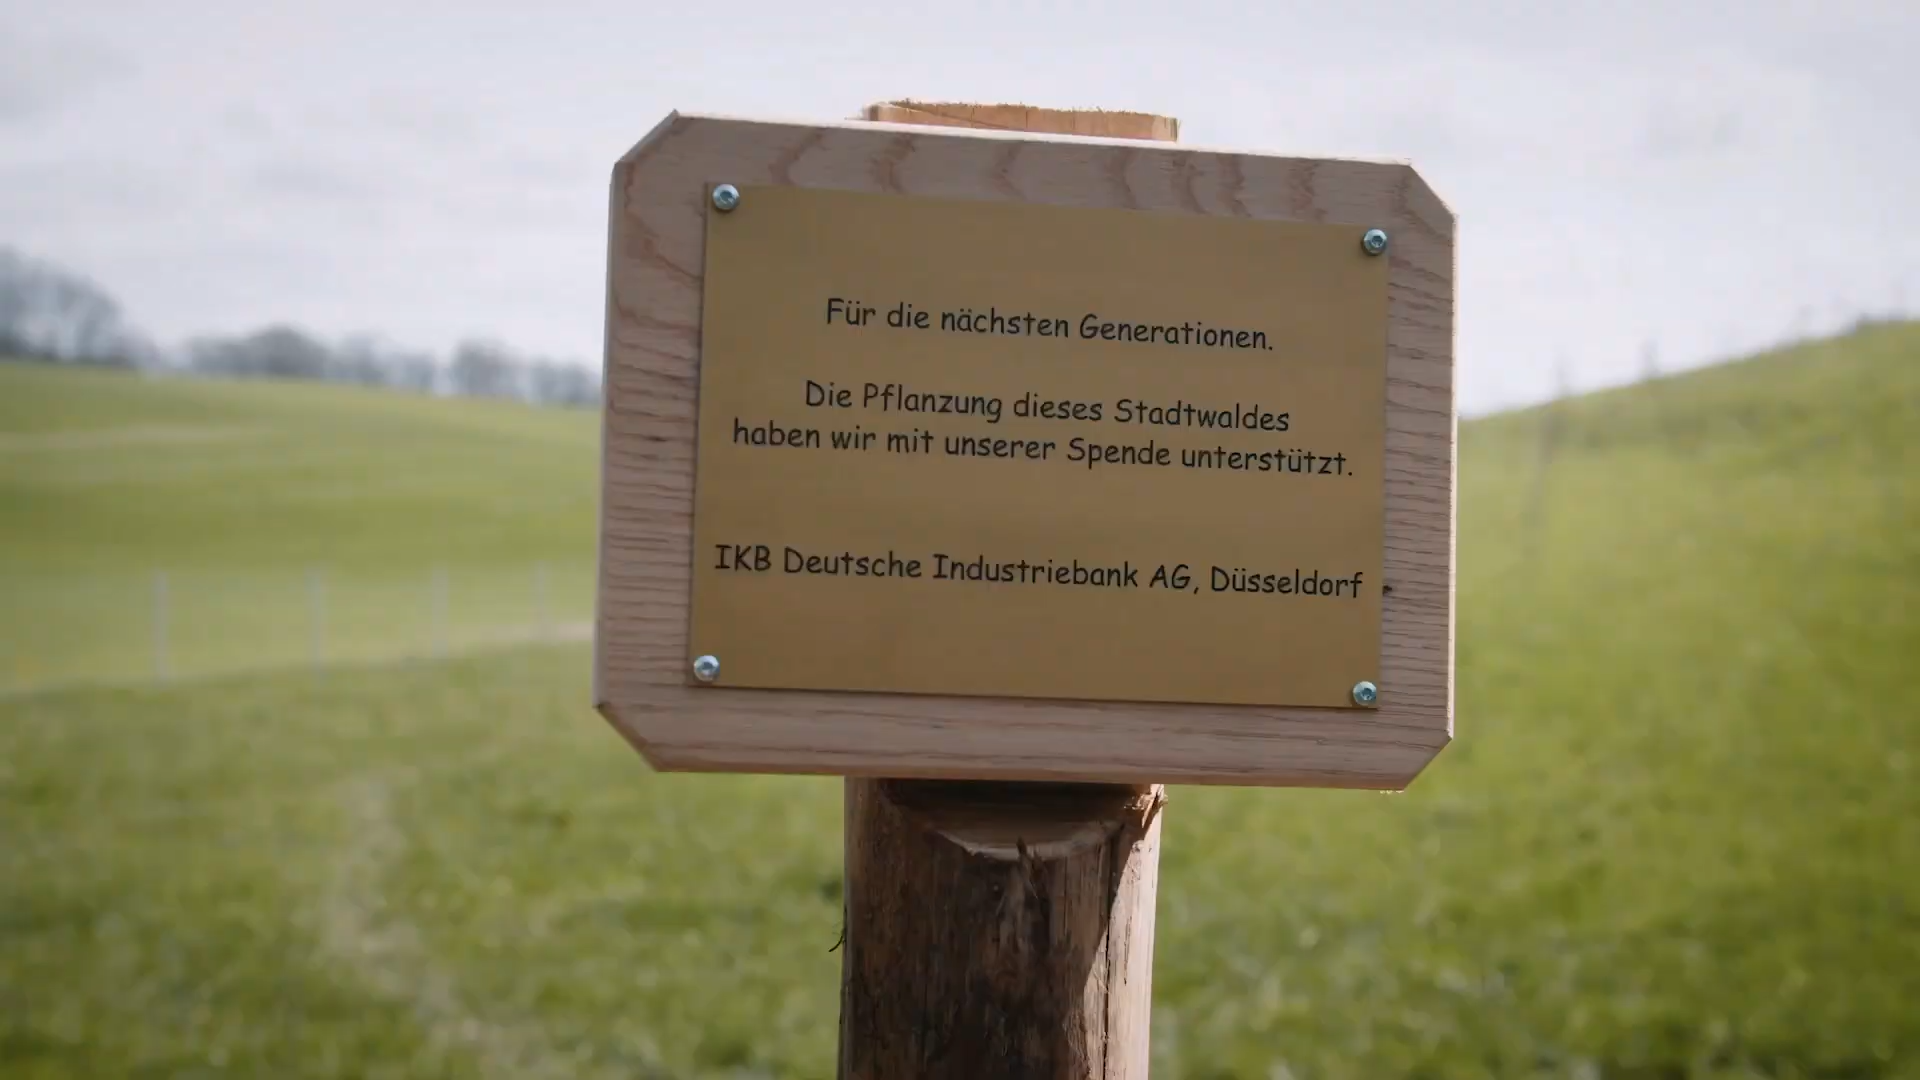 Für die nächsten Generationen.
Die Pflanzung dieses Stadtwaldes
haben wir mit unserer Spende unterstützt.
IKB Deutsche Industriebank AG, Düsseldorf